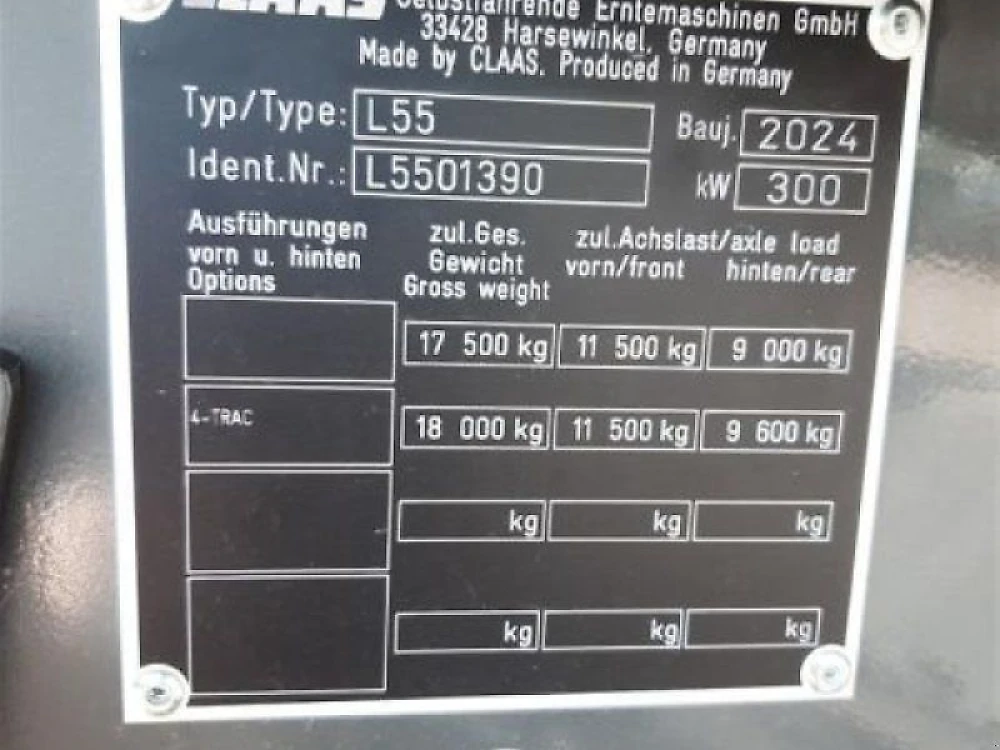 CLAAS Selbstfahrende Erntemaschinen GmbH
33428 Harsewinkel, Germany
Made by CLAAS. Produced in Germany
Typ/Type: L55 Bauj. 2024
Ident.Nr.: L5501390 kW 300
Ausführungen zul.Ges. zul.Achslast/axle load
vorn u. hinten Gewicht vorn/front hinten/rear
Options Gross weight
17 500 kg 11 500 kg 9 000 kg
4-TRAC 18 000 kg 11 500 kg 9 600 kg
kg kg kg
kg kg kg